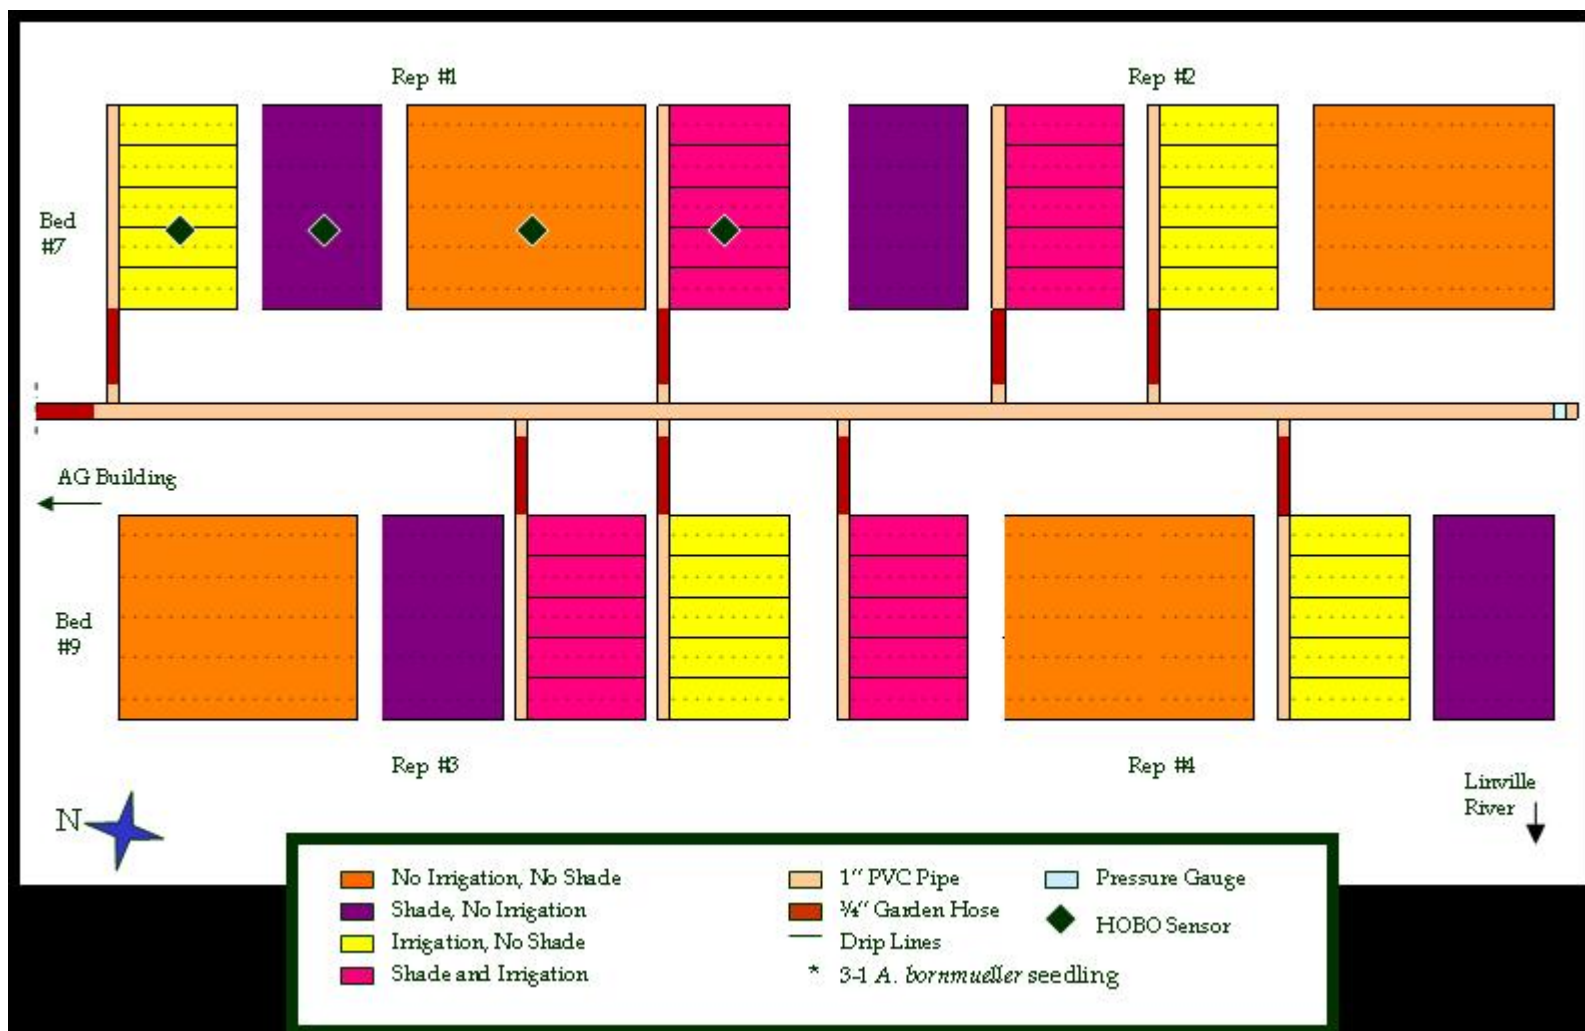 Rep #1
Rep #2
Bed
#7
AG Building
Bed
#9
Rep #3
Rep #4
Linville
River
N
No Irrigation, No Shade
Shade, No Irrigation
Irrigation, No Shade
Shade and Irrigation
1" PVC Pipe
¾" Garden Hose
Drip Lines
* 3-1 A. bornmueller seedling
Pressure Gauge
HOBO Sensor